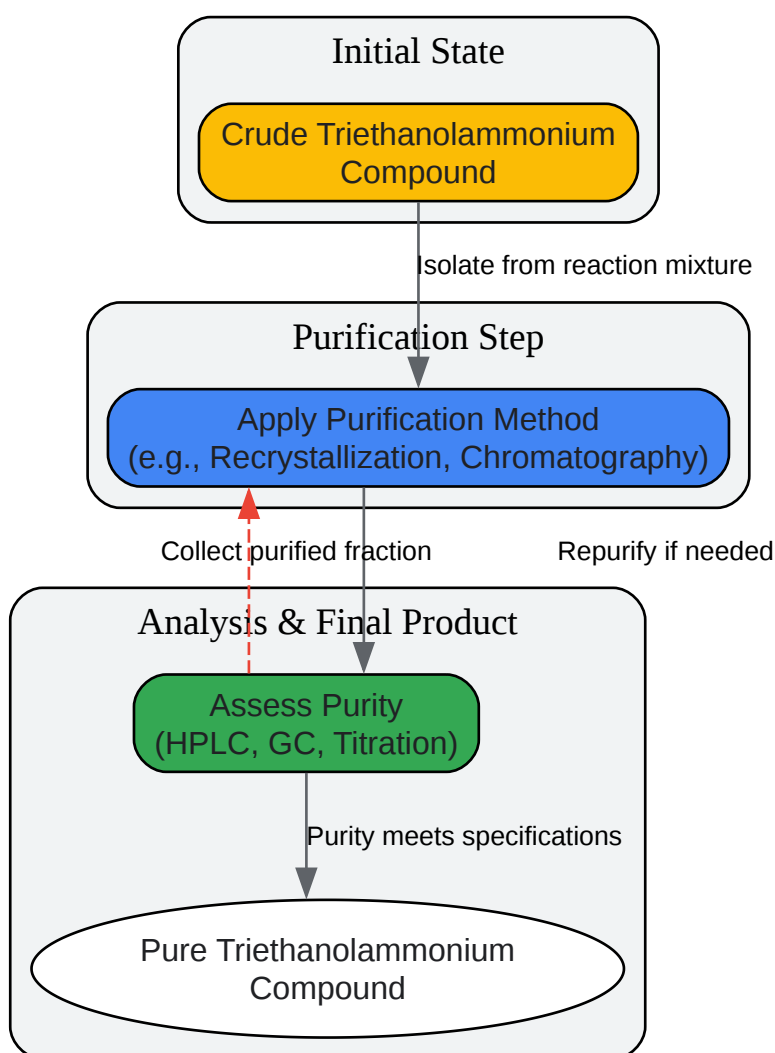 Initial State
Crude Triethanolammonium
Compound
Isolate from reaction mixture
Purification Step
Apply Purification Method
(e.g., Recrystallization, Chromatography)
Collect purified fraction
Repurify if needed
Analysis & Final Product
Assess Purity
(HPLC, GC, Titration)
Purity meets specifications
Pure Triethanolammonium
Compound